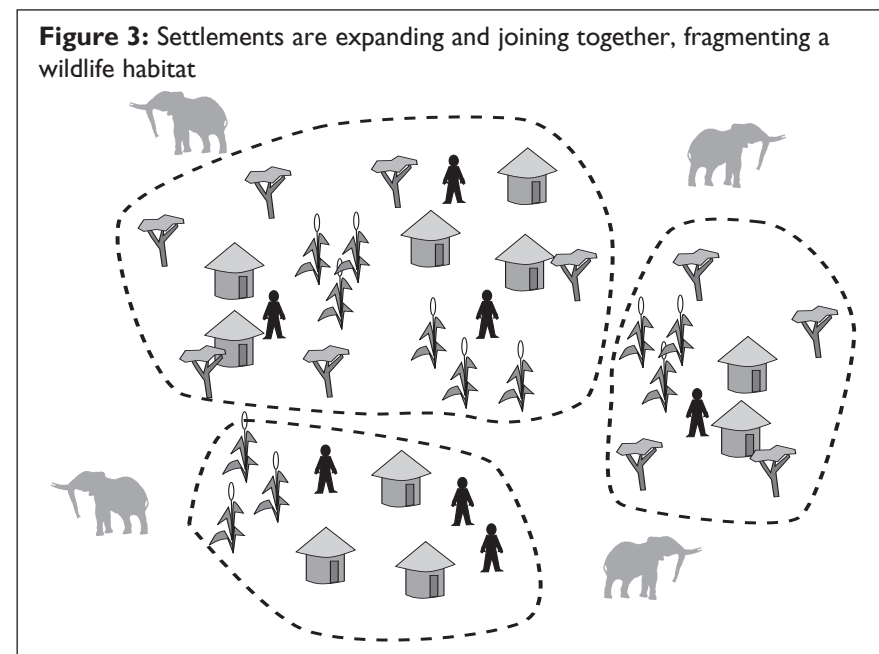 Figure 3: Settlements are expanding and joining together, fragmenting a
wildlife habitat